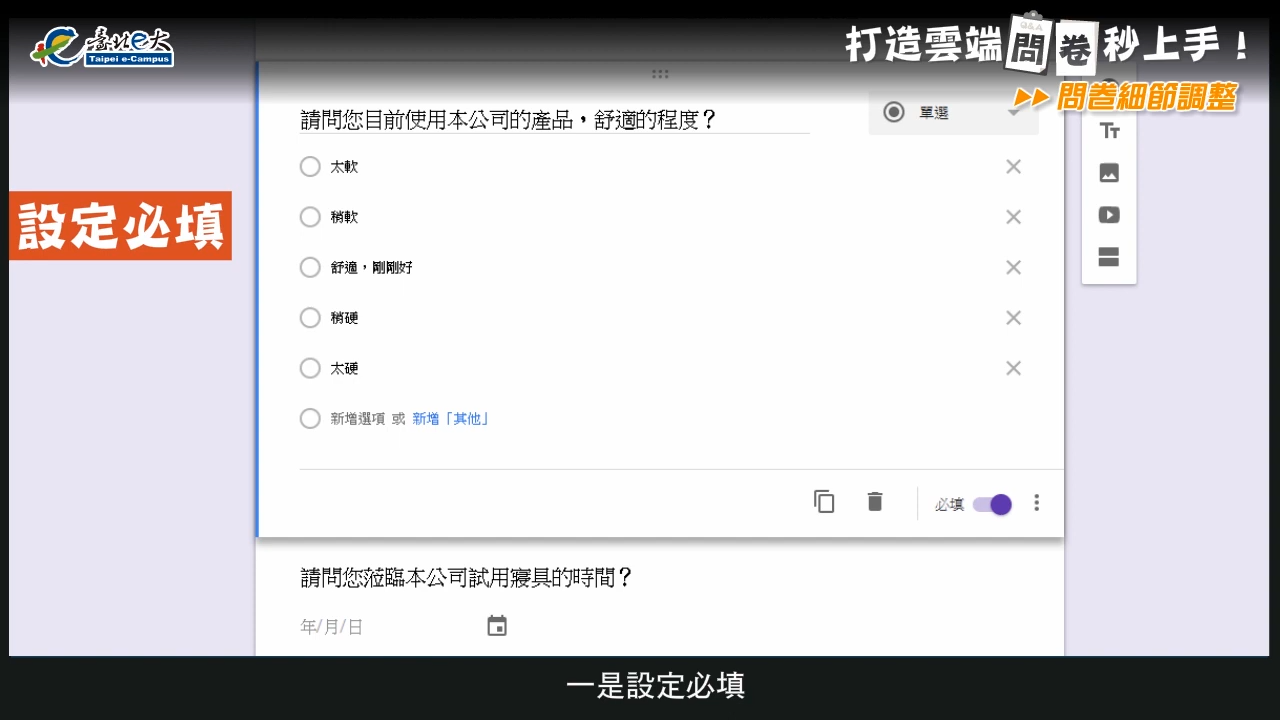 臺北e大
Taipei e-Campus
打造雲端問卷秒上手！
Q&A
問卷細節調整
請問您目前使用本公司的產品，舒適的程度？
單選
太軟
稍軟
設定必填
舒適，剛剛好
稍硬
太硬
新增選項 或 新增「其他」
必填
請問您蒞臨本公司試用寢具的時間？
年/月/日
一是設定必填